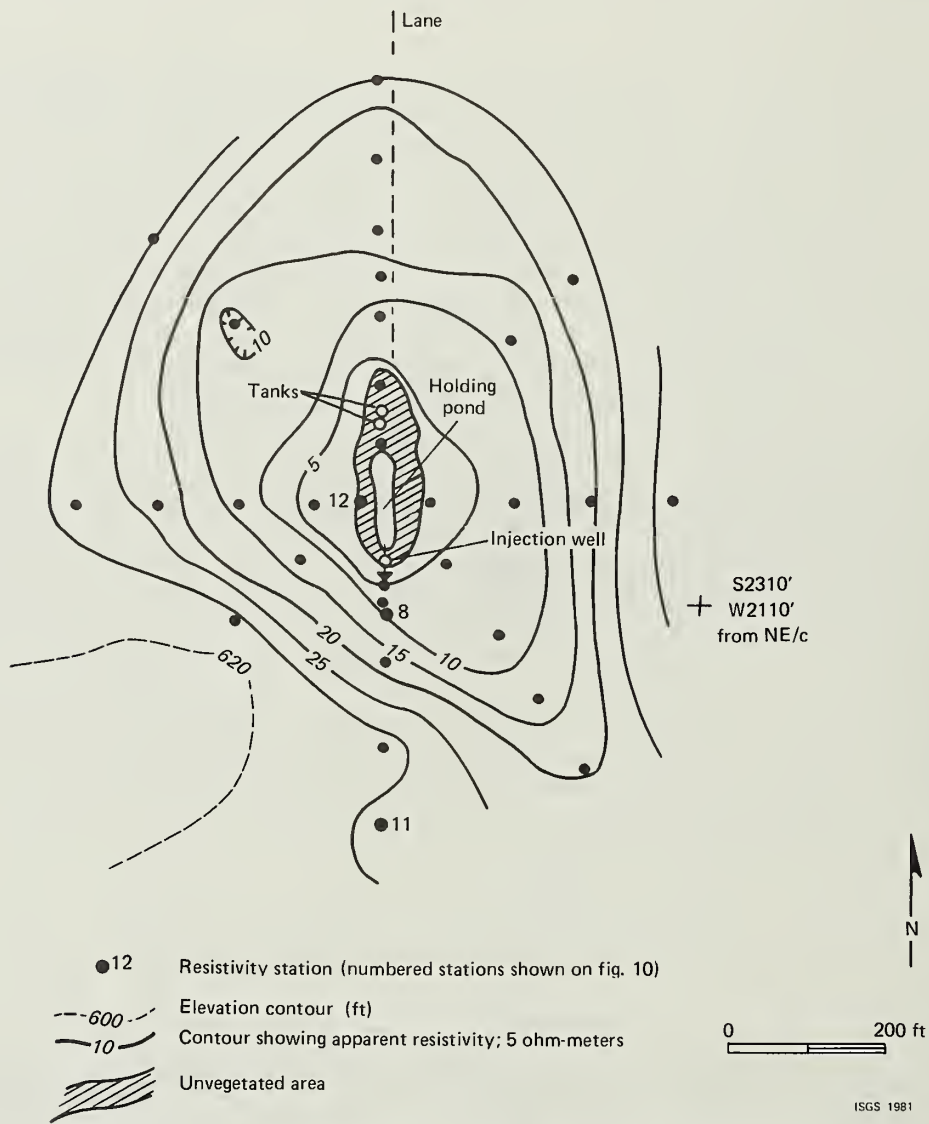 Lane
10
Tanks
Holding
pond
5
12
Injection well
8
S2310'
W2110'
from NE/c
620
20
25
15
10
11
N
12 Resistivity station (numbered stations shown on fig. 10)
600 Elevation contour (ft)
10 Contour showing apparent resistivity; 5 ohm-meters
Unvegetated area
0 200 ft
ISGS 1981